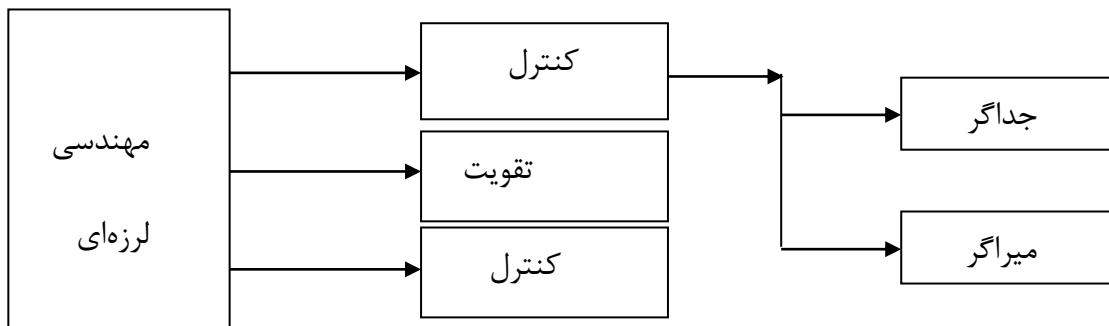 مهندسی
لرزه‌ای
کنترل
تقویت
کنترل
جداگر
میراگر